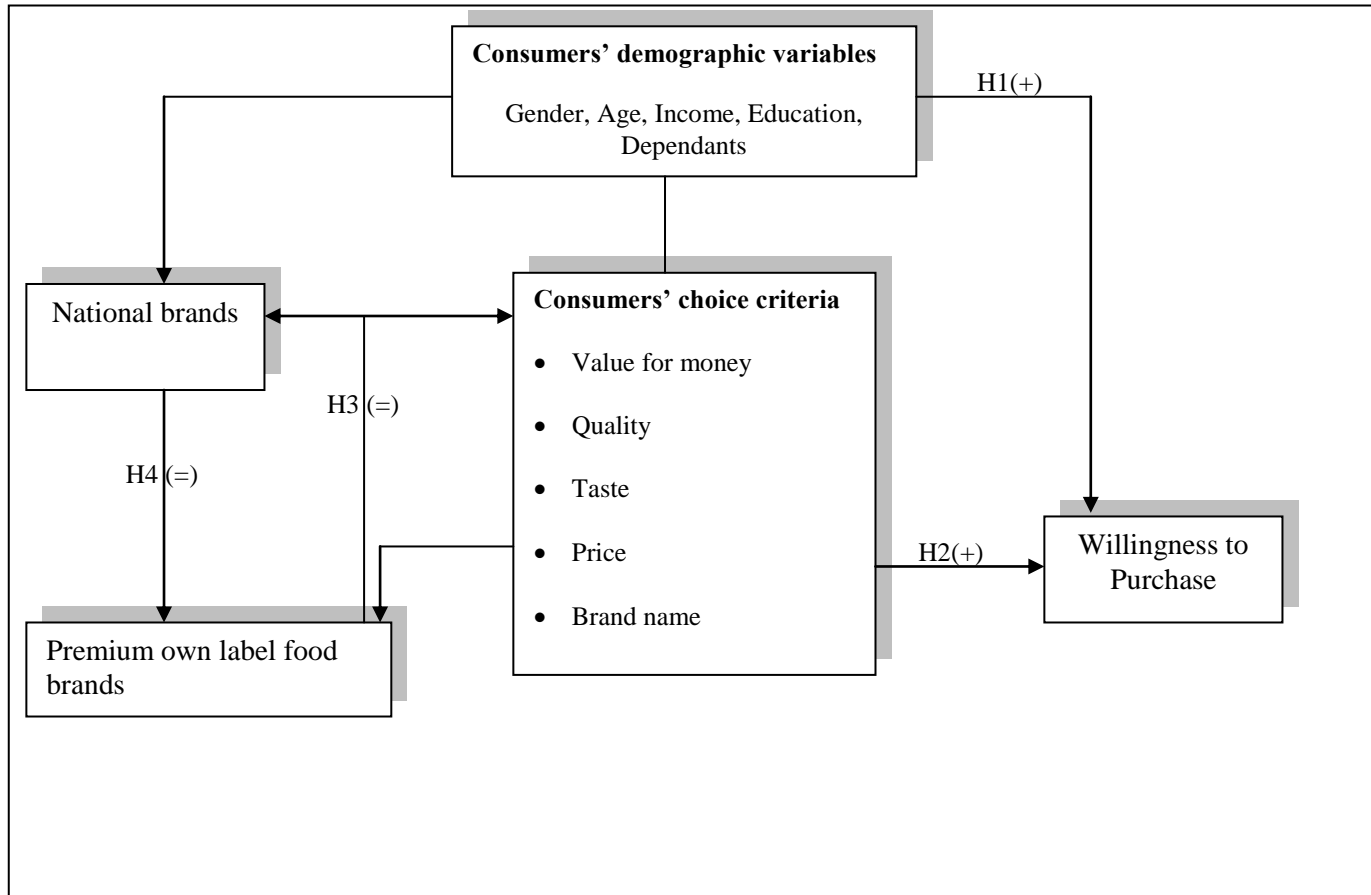 Consumers’ demographic variables
Gender, Age, Income, Education,
Dependants
H1(+)
National brands
Consumers’ choice criteria
• Value for money
• Quality
• Taste
• Price
• Brand name
H3 (=)
H4 (=)
H2(+)
Willingness to
Purchase
Premium own label food
brands